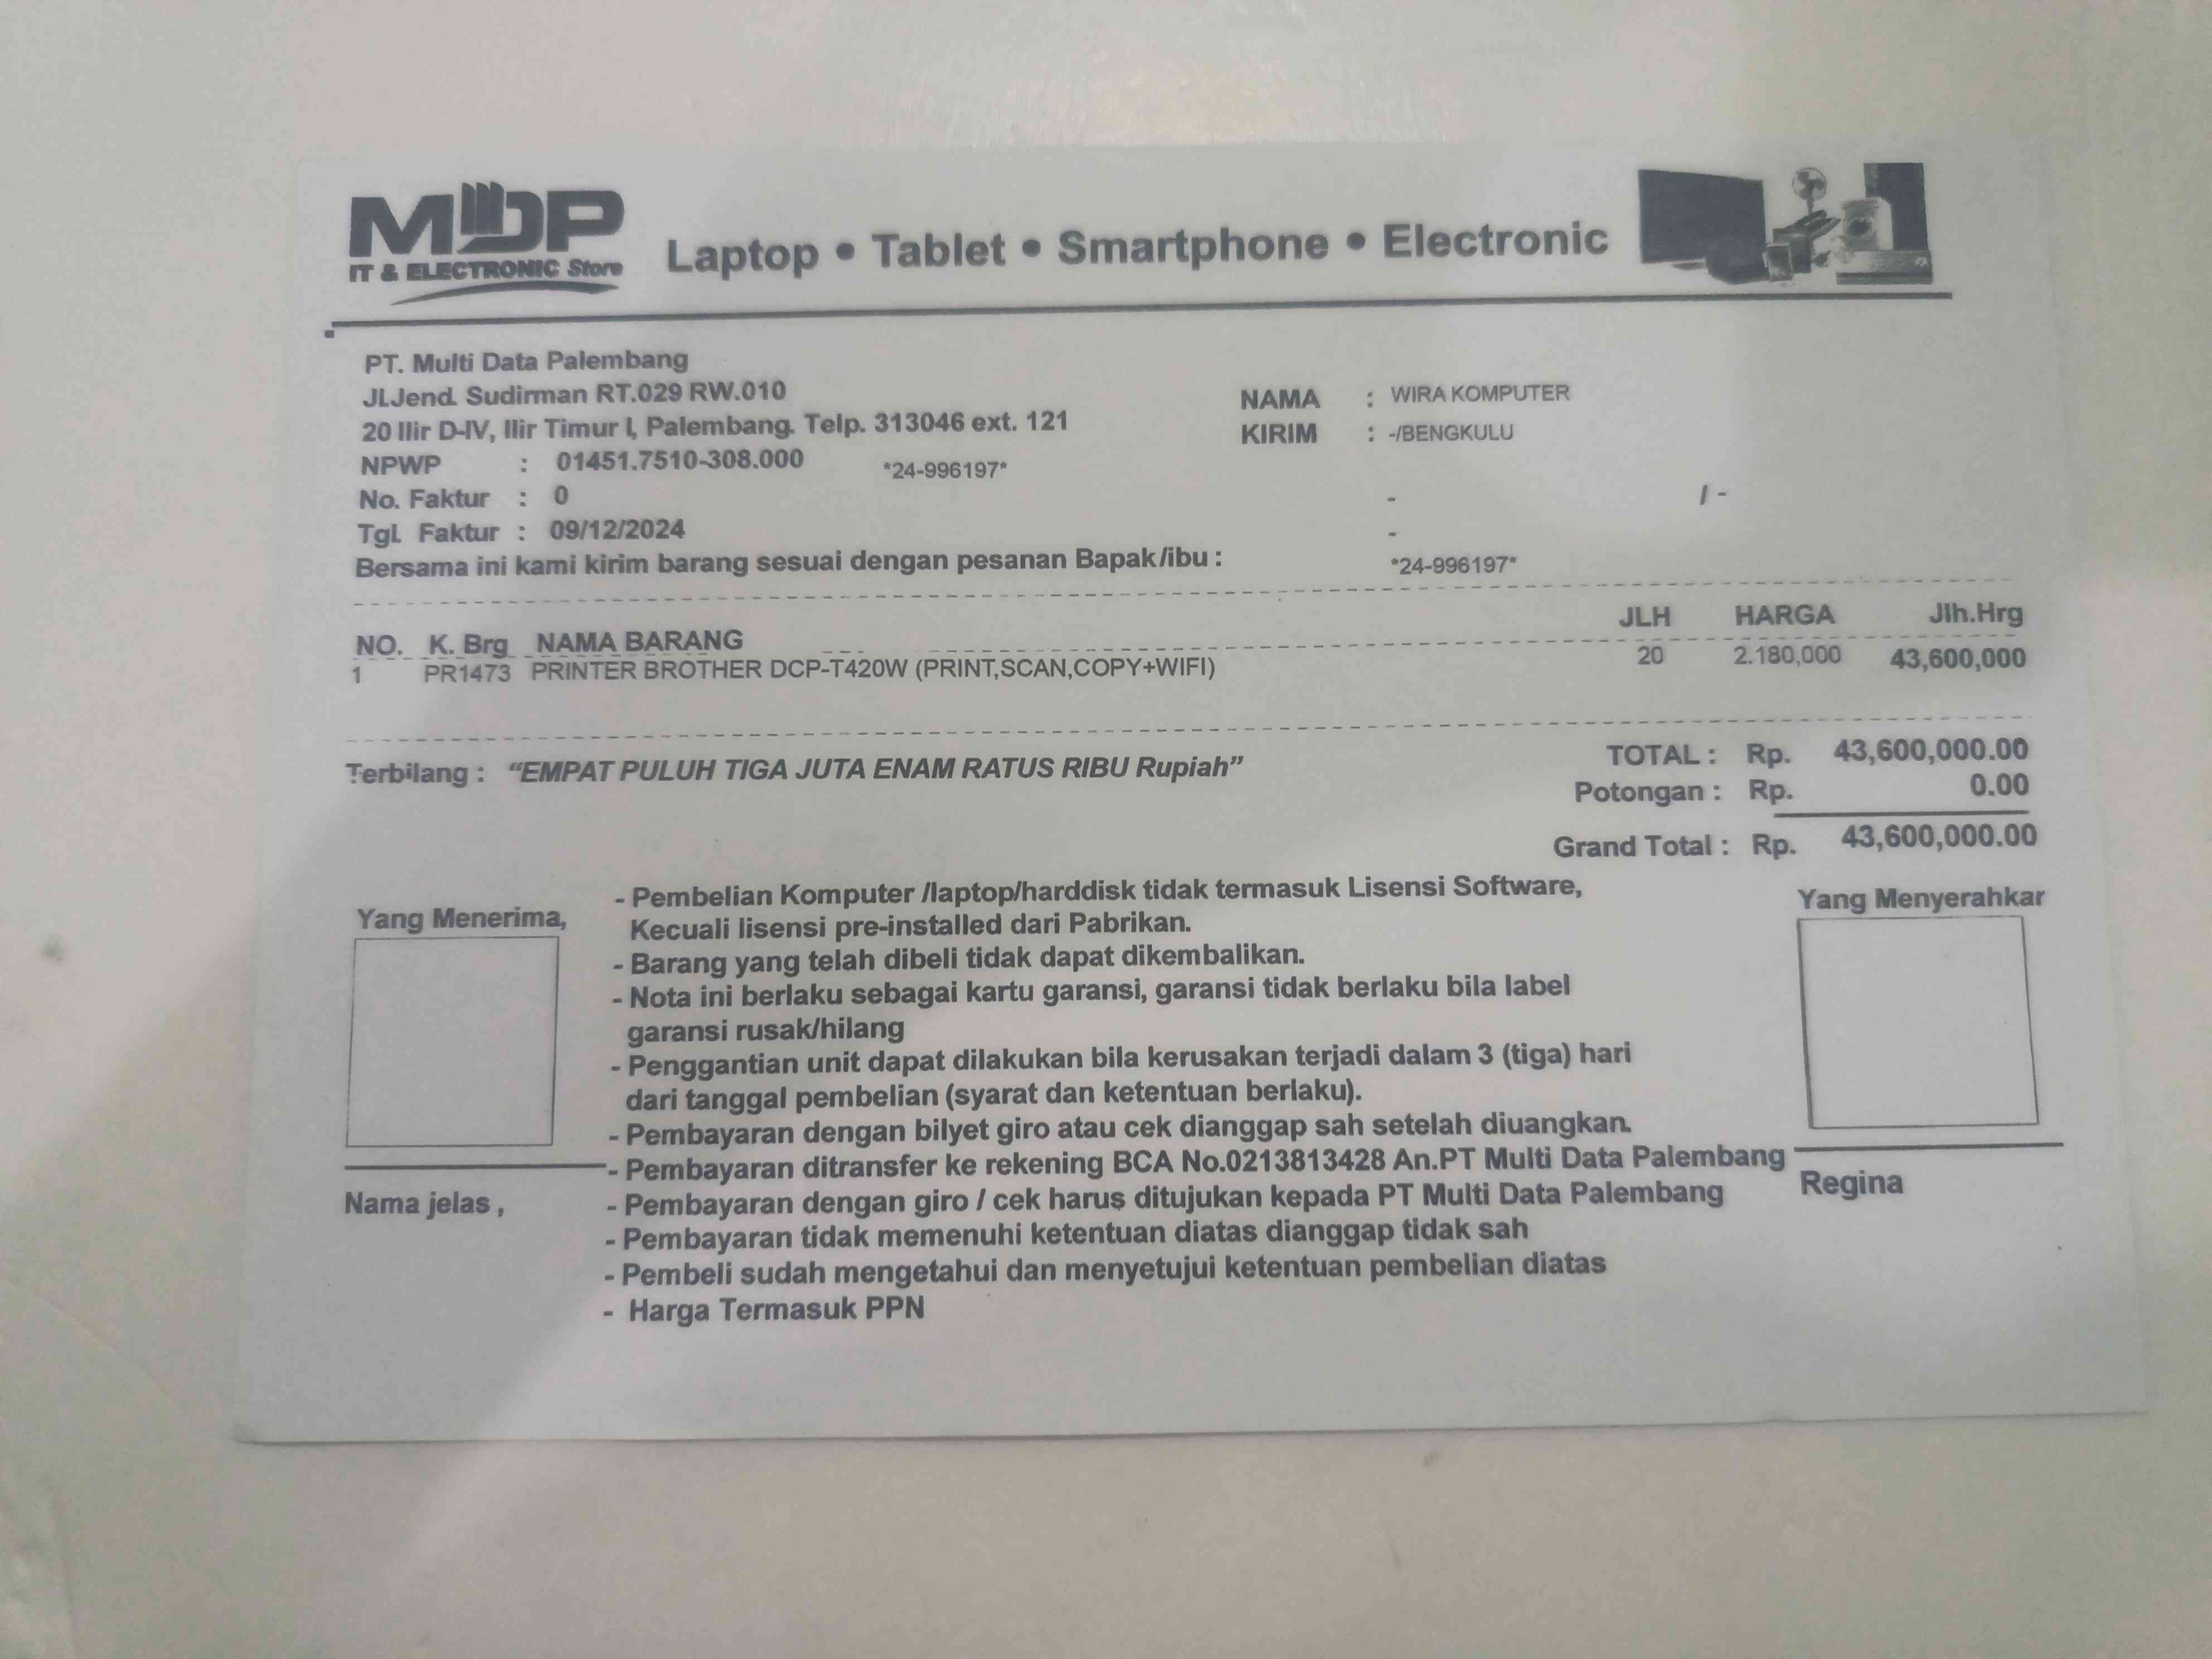 MDP
IT & ELECTRONIC Store
Laptop • Tablet • Smartphone • Electronic
PT. Multi Data Palembang
Jl.Jend. Sudirman RT.029 RW.010
20 Ilir D-IV, Ilir Timur I, Palembang. Telp. 313046 ext. 121
NPWP : 01451.7510-308.000 *24-996197*
No. Faktur : 0
Tgl. Faktur : 09/12/2024
NAMA : WIRA KOMPUTER
KIRIM : -/BENGKULU
- / -
-
Bersama ini kami kirim barang sesuai dengan pesanan Bapak/ibu : *24-996197*
NO. K. Brg NAMA BARANG JLH HARGA Jlh.Hrg
1 PR1473 PRINTER BROTHER DCP-T420W (PRINT,SCAN,COPY+WIFI) 20 2.180,000 43,600,000
Terbilang : “EMPAT PULUH TIGA JUTA ENAM RATUS RIBU Rupiah”
TOTAL : Rp. 43,600,000.00
Potongan : Rp. 0.00
Grand Total : Rp. 43,600,000.00
Yang Menerima,
- Pembelian Komputer /laptop/harddisk tidak termasuk Lisensi Software,
Kecuali lisensi pre-installed dari Pabrikan.
- Barang yang telah dibeli tidak dapat dikembalikan.
- Nota ini berlaku sebagai kartu garansi, garansi tidak berlaku bila label
garansi rusak/hilang
- Penggantian unit dapat dilakukan bila kerusakan terjadi dalam 3 (tiga) hari
dari tanggal pembelian (syarat dan ketentuan berlaku).
- Pembayaran dengan bilyet giro atau cek dianggap sah setelah diuangkan.
- Pembayaran ditransfer ke rekening BCA No.0213813428 An.PT Multi Data Palembang
- Pembayaran dengan giro / cek harus ditujukan kepada PT Multi Data Palembang
- Pembayaran tidak memenuhi ketentuan diatas dianggap tidak sah
- Pembeli sudah mengetahui dan menyetujui ketentuan pembelian diatas
- Harga Termasuk PPN
Nama jelas ,
Yang Menyerahkar
Regina